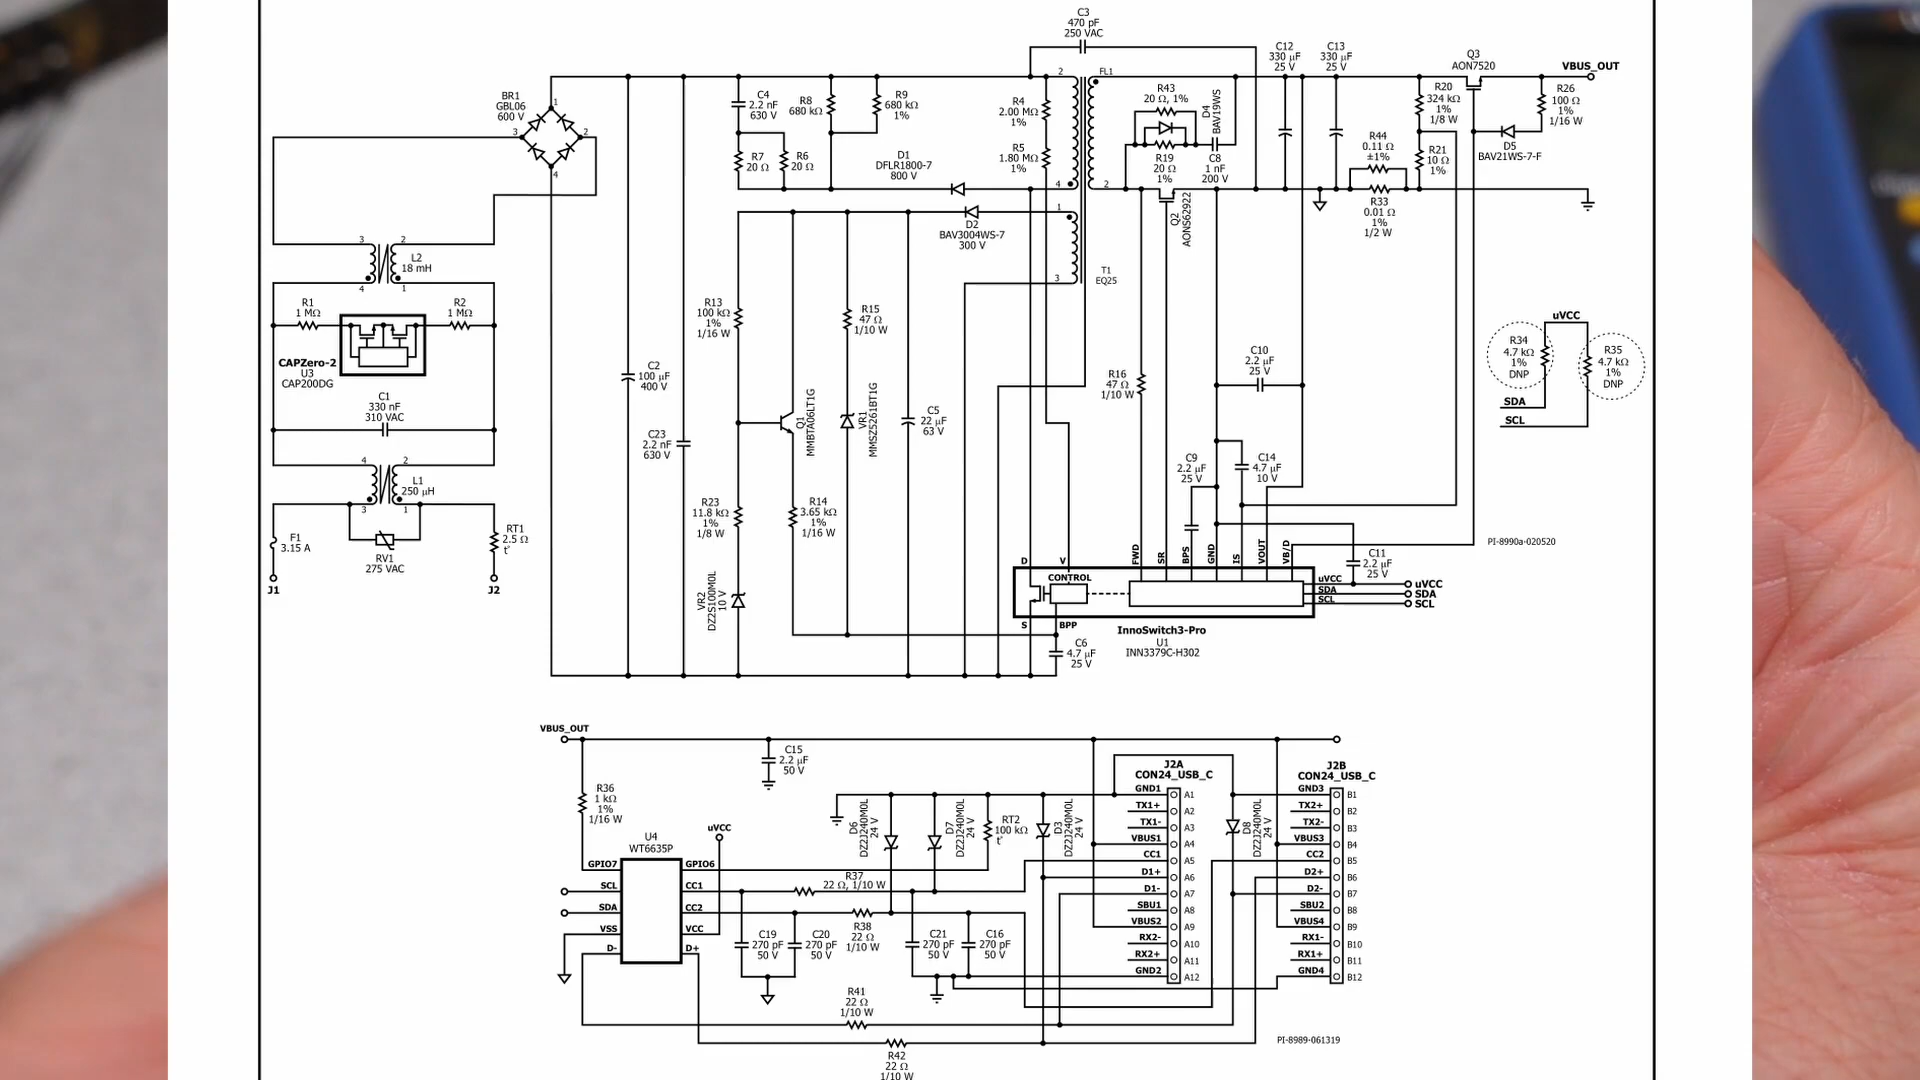 C3
470 pF
250 VAC
C12
330 µF
25 V
C13
330 µF
25 V
Q3
AON7520
VBUS_OUT
BR1
GBL06
600 V
1
2
3
4
C4
2.2 nF
630 V
R8
680 kΩ
R9
680 kΩ
1%
R7
20 Ω
R6
20 Ω
D1
DFLR1800-7
800 V
R4
2.00 MΩ
1%
R5
1.80 MΩ
1%
2
FL1
4
2
R43
20 Ω, 1%
D4
BAV19WS
R19
20 Ω
1%
C8
1 nF
200 V
R20
324 kΩ
1%
1/8 W
R26
100 Ω
1%
1/16 W
R44
0.11 Ω
±1%
R21
10 Ω
1%
D5
BAV21WS-7-F
R33
0.01 Ω
1%
1/2 W
Q2
AONS62922
D2
BAV3004WS-7
300 V
1
3
T1
EQ25
3
2
L2
18 mH
4
1
R1
1 MΩ
R2
1 MΩ
CAPZero-2
U3
CAP200DG
C1
330 nF
310 VAC
4
2
L1
250 µH
3
1
F1
3.15 A
RV1
275 VAC
RT1
2.5 Ω
t°
J1
J2
C2
100 µF
400 V
C23
2.2 nF
630 V
R13
100 kΩ
1%
1/16 W
R15
47 Ω
1/10 W
Q1
MMBTA06LT1G
VR1
MMSZ5261BT1G
C5
22 µF
63 V
R23
11.8 kΩ
1%
1/8 W
R14
3.65 kΩ
1%
1/16 W
VR2
DZ2S100M0L
10 V
R16
47 Ω
1/10 W
C10
2.2 µF
25 V
C9
2.2 µF
25 V
C14
4.7 µF
10 V
uVCC
R34
4.7 kΩ
1%
DNP
R35
4.7 kΩ
1%
DNP
SDA
SCL
PI-8990a-020520
D
V
FWD
SR
BPS
GND
IS
VOUT
VB/D
C11
2.2 µF
25 V
CONTROL
uVCC
SDA
SCL
uVCC
SDA
SCL
S
BPP
InnoSwitch3-Pro
U1
INN3379C-H302
C6
4.7 µF
25 V
VBUS_OUT
C15
2.2 µF
50 V
R36
1 kΩ
1%
1/16 W
U4
WT6635P
uVCC
GPIO7
SCL
SDA
VSS
D-
GPIO6
CC1
CC2
VCC
D+
D6
DZ2J240M0L
24 V
D7
DZ2J240M0L
24 V
RT2
100 kΩ
t°
D3
DZ2J240M0L
24 V
D8
DZ2J240M0L
24 V
R37
22 Ω, 1/10 W
R38
22 Ω
1/10 W
C19
270 pF
50 V
C20
270 pF
50 V
C21
270 pF
50 V
C16
270 pF
50 V
R41
22 Ω
1/10 W
R42
22 Ω
1/10 W
J2A
CON24_USB_C
GND1 A1
TX1+ A2
TX1- A3
VBUS1 A4
CC1 A5
D1+ A6
D1- A7
SBU1 A8
VBUS2 A9
RX2- A10
RX2+ A11
GND2 A12
J2B
CON24_USB_C
GND3 B1
TX2+ B2
TX2- B3
VBUS3 B4
CC2 B5
D2+ B6
D2- B7
SBU2 B8
VBUS4 B9
RX1- B10
RX1+ B11
GND4 B12
PI-8989-061319